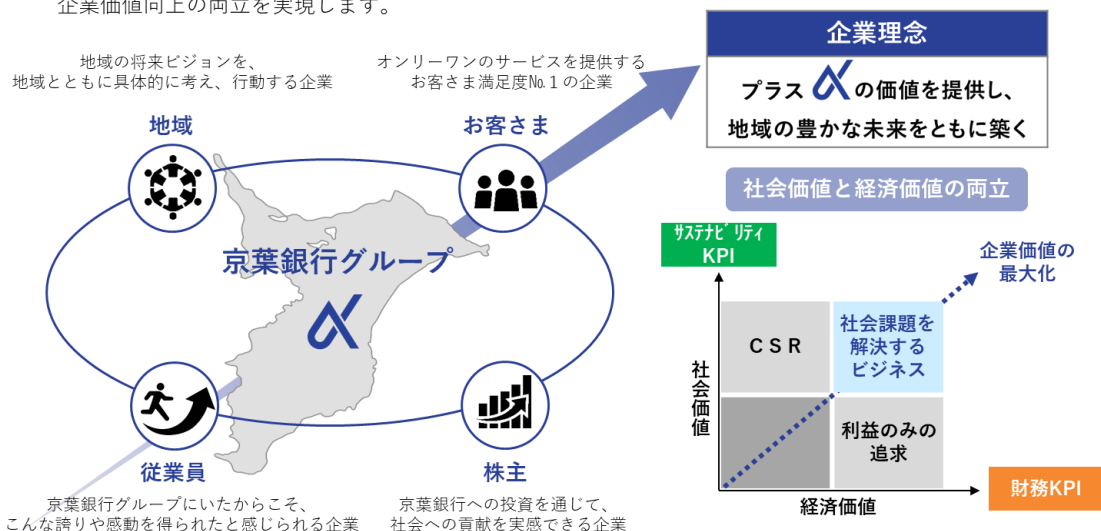 企業価値向上の両立を実現します。
地域の将来ビジョンを、
地域とともに具体的に考え、行動する企業
オンリーワンのサービスを提供する
お客さま満足度№１の企業
地域
お客さま
京葉銀行グループ
α
従業員
京葉銀行グループにいたからこそ、
こんな誇りや感動を得られたと感じられる企業
株主
京葉銀行への投資を通じて、
社会への貢献を実感できる企業
企業理念
プラスαの価値を提供し、
地域の豊かな未来をともに築く
社会価値と経済価値の両立
ｻｽﾃﾅﾋﾞﾘﾃｨ
KPI
企業価値の
最大化
社会価値
ＣＳＲ
社会課題を
解決する
ビジネス
利益のみの
追求
経済価値
財務KPI